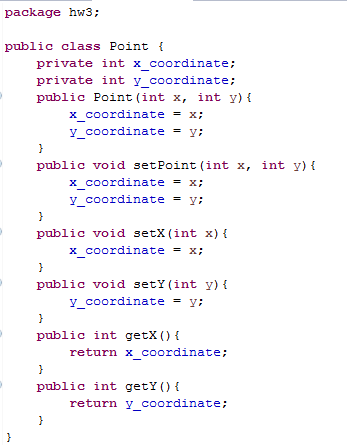 package hw3;
public class Point {
private int x_coordinate;
private int y_coordinate;
public Point(int x, int y){
x_coordinate = x;
y_coordinate = y;
}
public void setPoint(int x, int y){
x_coordinate = x;
y_coordinate = y;
}
public void setX(int x){
x_coordinate = x;
}
public void setY(int y){
y_coordinate = y;
}
public int getX(){
return x_coordinate;
}
public int getY(){
return y_coordinate;
}
}